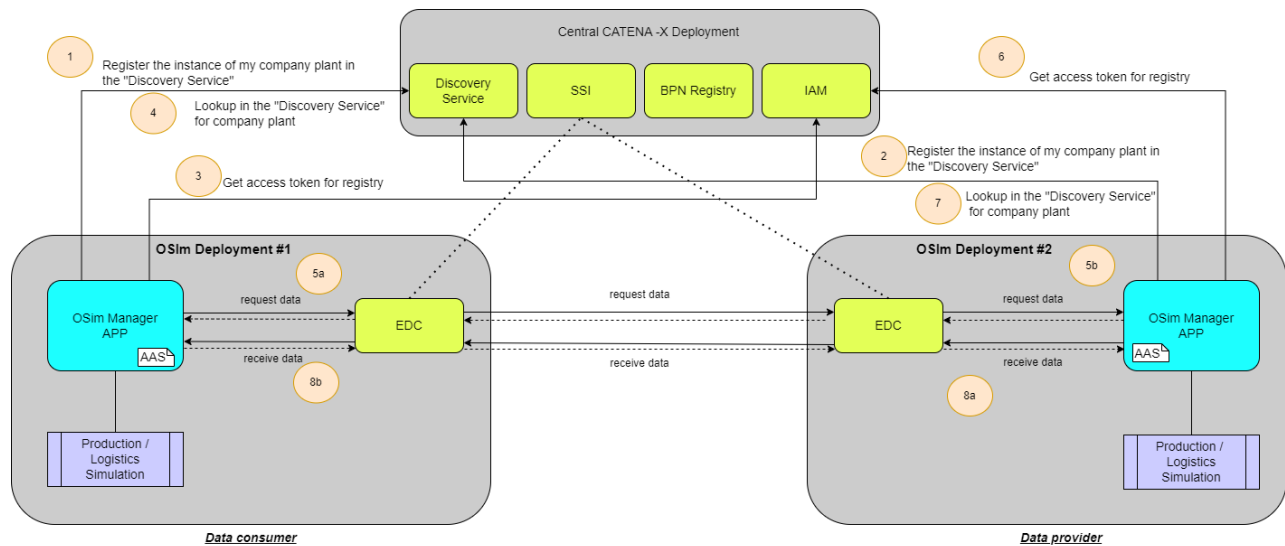 Central CATENA -X Deployment
Discovery
Service
SSI
BPN Registry
IAM
1
Register the instance of my company plant in
the "Discovery Service"
4
Lookup in the "Discovery Service"
for company plant
3
Get access token for registry
6
Get access token for registry
2
Register the instance of my company plant in
the "Discovery Service"
7
Lookup in the "Discovery Service"
for company plant
OSIm Deployment #1
5a
request data
OSim Manager
APP
AAS
EDC
receive data
8b
Production /
Logistics
Simulation
Data consumer
request data
receive data
OSIm Deployment #2
5b
request data
EDC
OSim Manager
APP
AAS
receive data
8a
Production /
Logistics
Simulation
Data provider